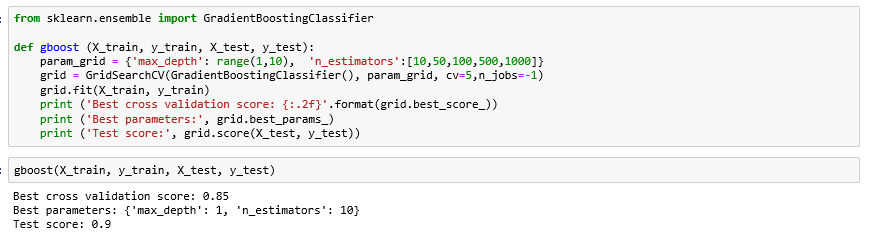 from sklearn.ensemble import GradientBoostingClassifier
def gboost (X_train, y_train, X_test, y_test):
    param_grid = {'max_depth': range(1,10),  'n_estimators':[10,50,100,500,1000]}
    grid = GridSearchCV(GradientBoostingClassifier(), param_grid, cv=5,n_jobs=-1)
    grid.fit(X_train, y_train)
    print ('Best cross validation score: {:.2f}'.format(grid.best_score_))
    print ('Best parameters:', grid.best_params_)
    print ('Test score:', grid.score(X_test, y_test))
gboost(X_train, y_train, X_test, y_test)
Best cross validation score: 0.85
Best parameters: {'max_depth': 1, 'n_estimators': 10}
Test score: 0.9